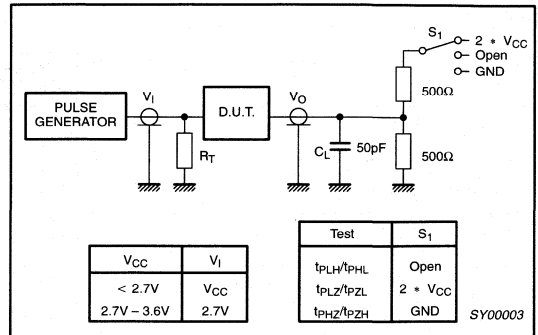 S1
2 * VCC
Open
GND
500Ω
PULSE
GENERATOR
VI
D.U.T.
VO
RT
CL
50pF
500Ω
VCC VI
< 2.7V VCC
2.7V – 3.6V 2.7V
Test S1
tPLH/tPHL Open
tPLZ/tPZL 2 * VCC
tPHZ/tPZH GND
SY00003